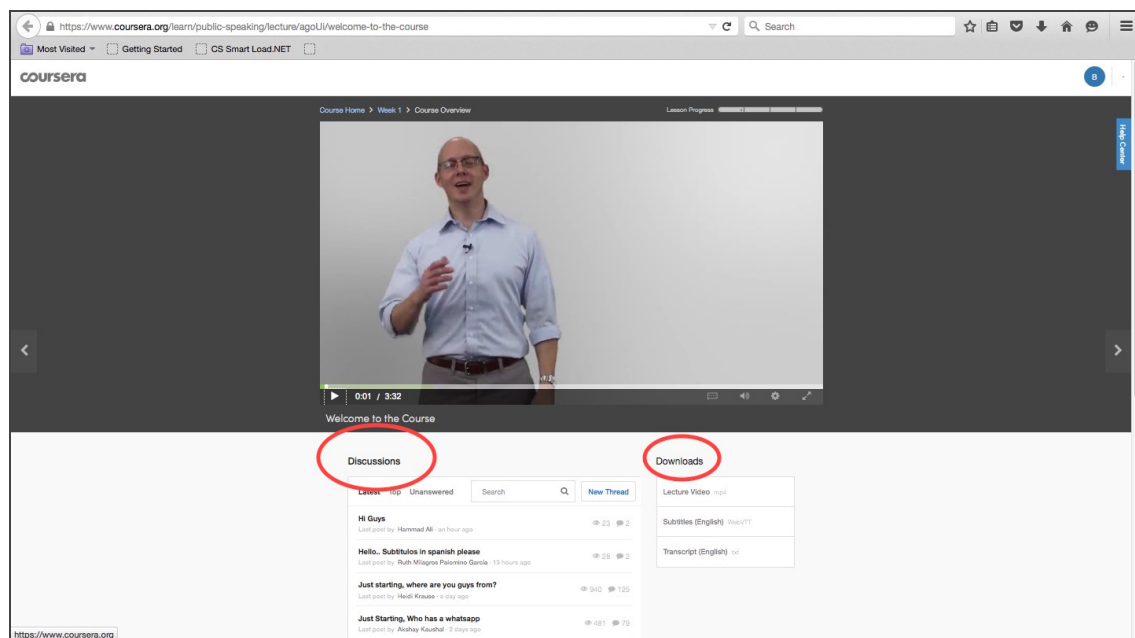 https://www.coursera.org/learn/public-speaking/lecture/agoUi/welcome-to-the-course
Search
Most Visited
Getting Started
CS Smart Load.NET
coursera
B
Course Home > Week 1 > Course Overview
Lesson Progress
Help Center
0:01 / 3:32
Welcome to the Course
Discussions
Downloads
Latest Top Unanswered
Search
New Thread
Lecture Video mp4
Hi Guys
23 2
Last post by Hammad Ali · an hour ago
Subtitles (English) WebVTT
Hello.. Subtitulos in spanish please
28 2
Last post by Ruth Milagros Palomino Garcia · 13 hours ago
Transcript (English) txt
Just starting, where are you guys from?
940 125
Last post by Heidi Krause · a day ago
Just Starting, Who has a whatsapp
481 79
Last post by Akshay Kaushal · 3 days ago
https://www.coursera.org